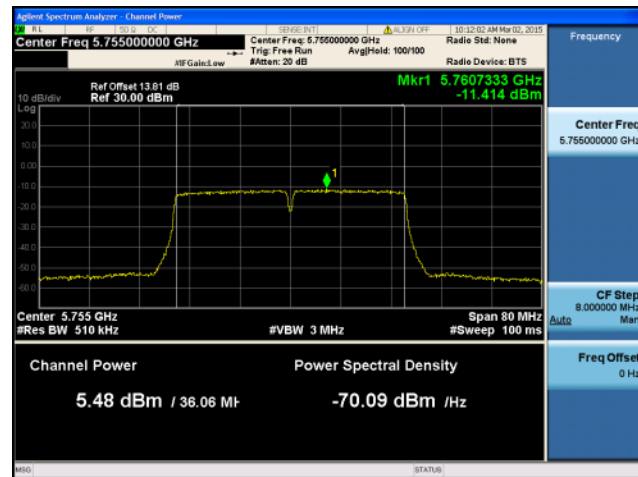 Agilent Spectrum Analyzer - Channel Power
RL RF 50 Ω DC SENSE:INT ALIGN OFF 10:12:02 AM Mar 02, 2015
Center Freq 5.755000000 GHz
Center Freq: 5.755000000 GHz
Radio Std: None
Trig: Free Run Avg|Hold: 100/100
#IFGain:Low #Atten: 20 dB Radio Device: BTS
Ref Offset 13.81 dB
10 dB/div Ref 30.00 dBm
Mkr1 5.7607333 GHz
-11.414 dBm
Log
20.0
10.0
0.00
-10.0
-20.0
-30.0
-40.0
-50.0
-60.0
1
Center 5.755 GHz Span 80 MHz
#Res BW 510 kHz #VBW 3 MHz #Sweep 100 ms
Channel Power Power Spectral Density
5.48 dBm / 36.06 MH -70.09 dBm /Hz
Frequency
Center Freq
5.755000000 GHz
CF Step
8.000000 MHz
Auto Man
Freq Offset
0 Hz
MSG STATUS